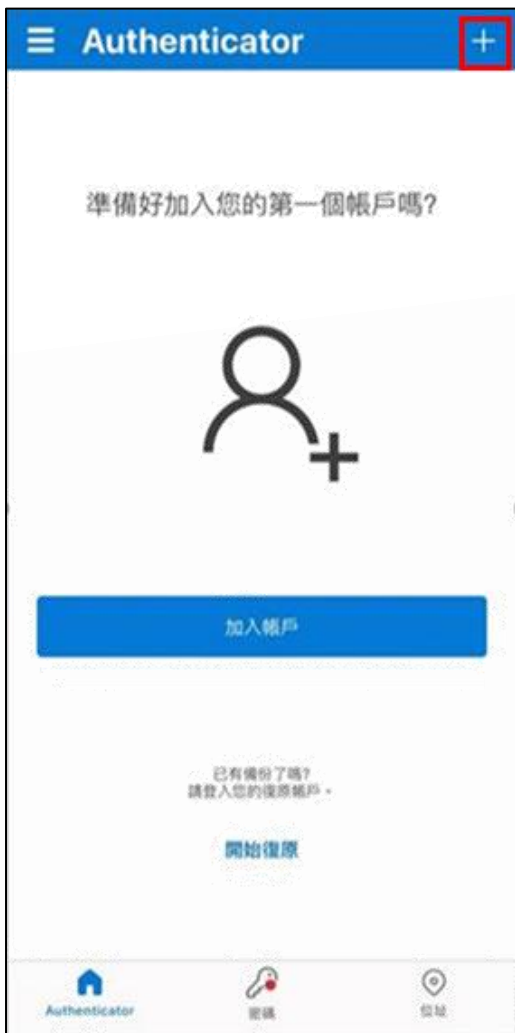 Authenticator
準備好加入您的第一個帳戶嗎?
加入帳戶
已有備份了嗎?
請登入您的復原帳戶。
開始復原
Authenticator
密碼
位址